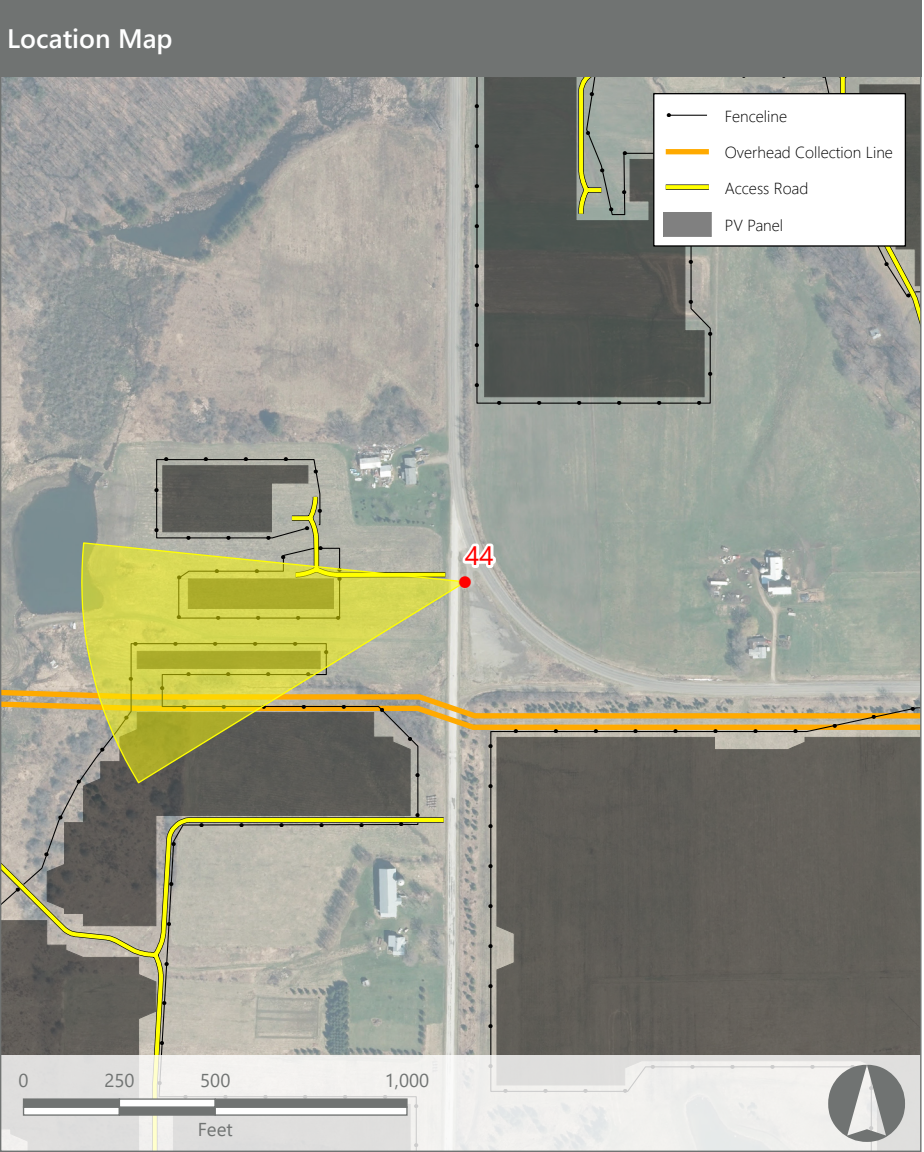 Location Map
Fenceline
Overhead Collection Line
Access Road
PV Panel
44
0 250 500 1,000
Feet